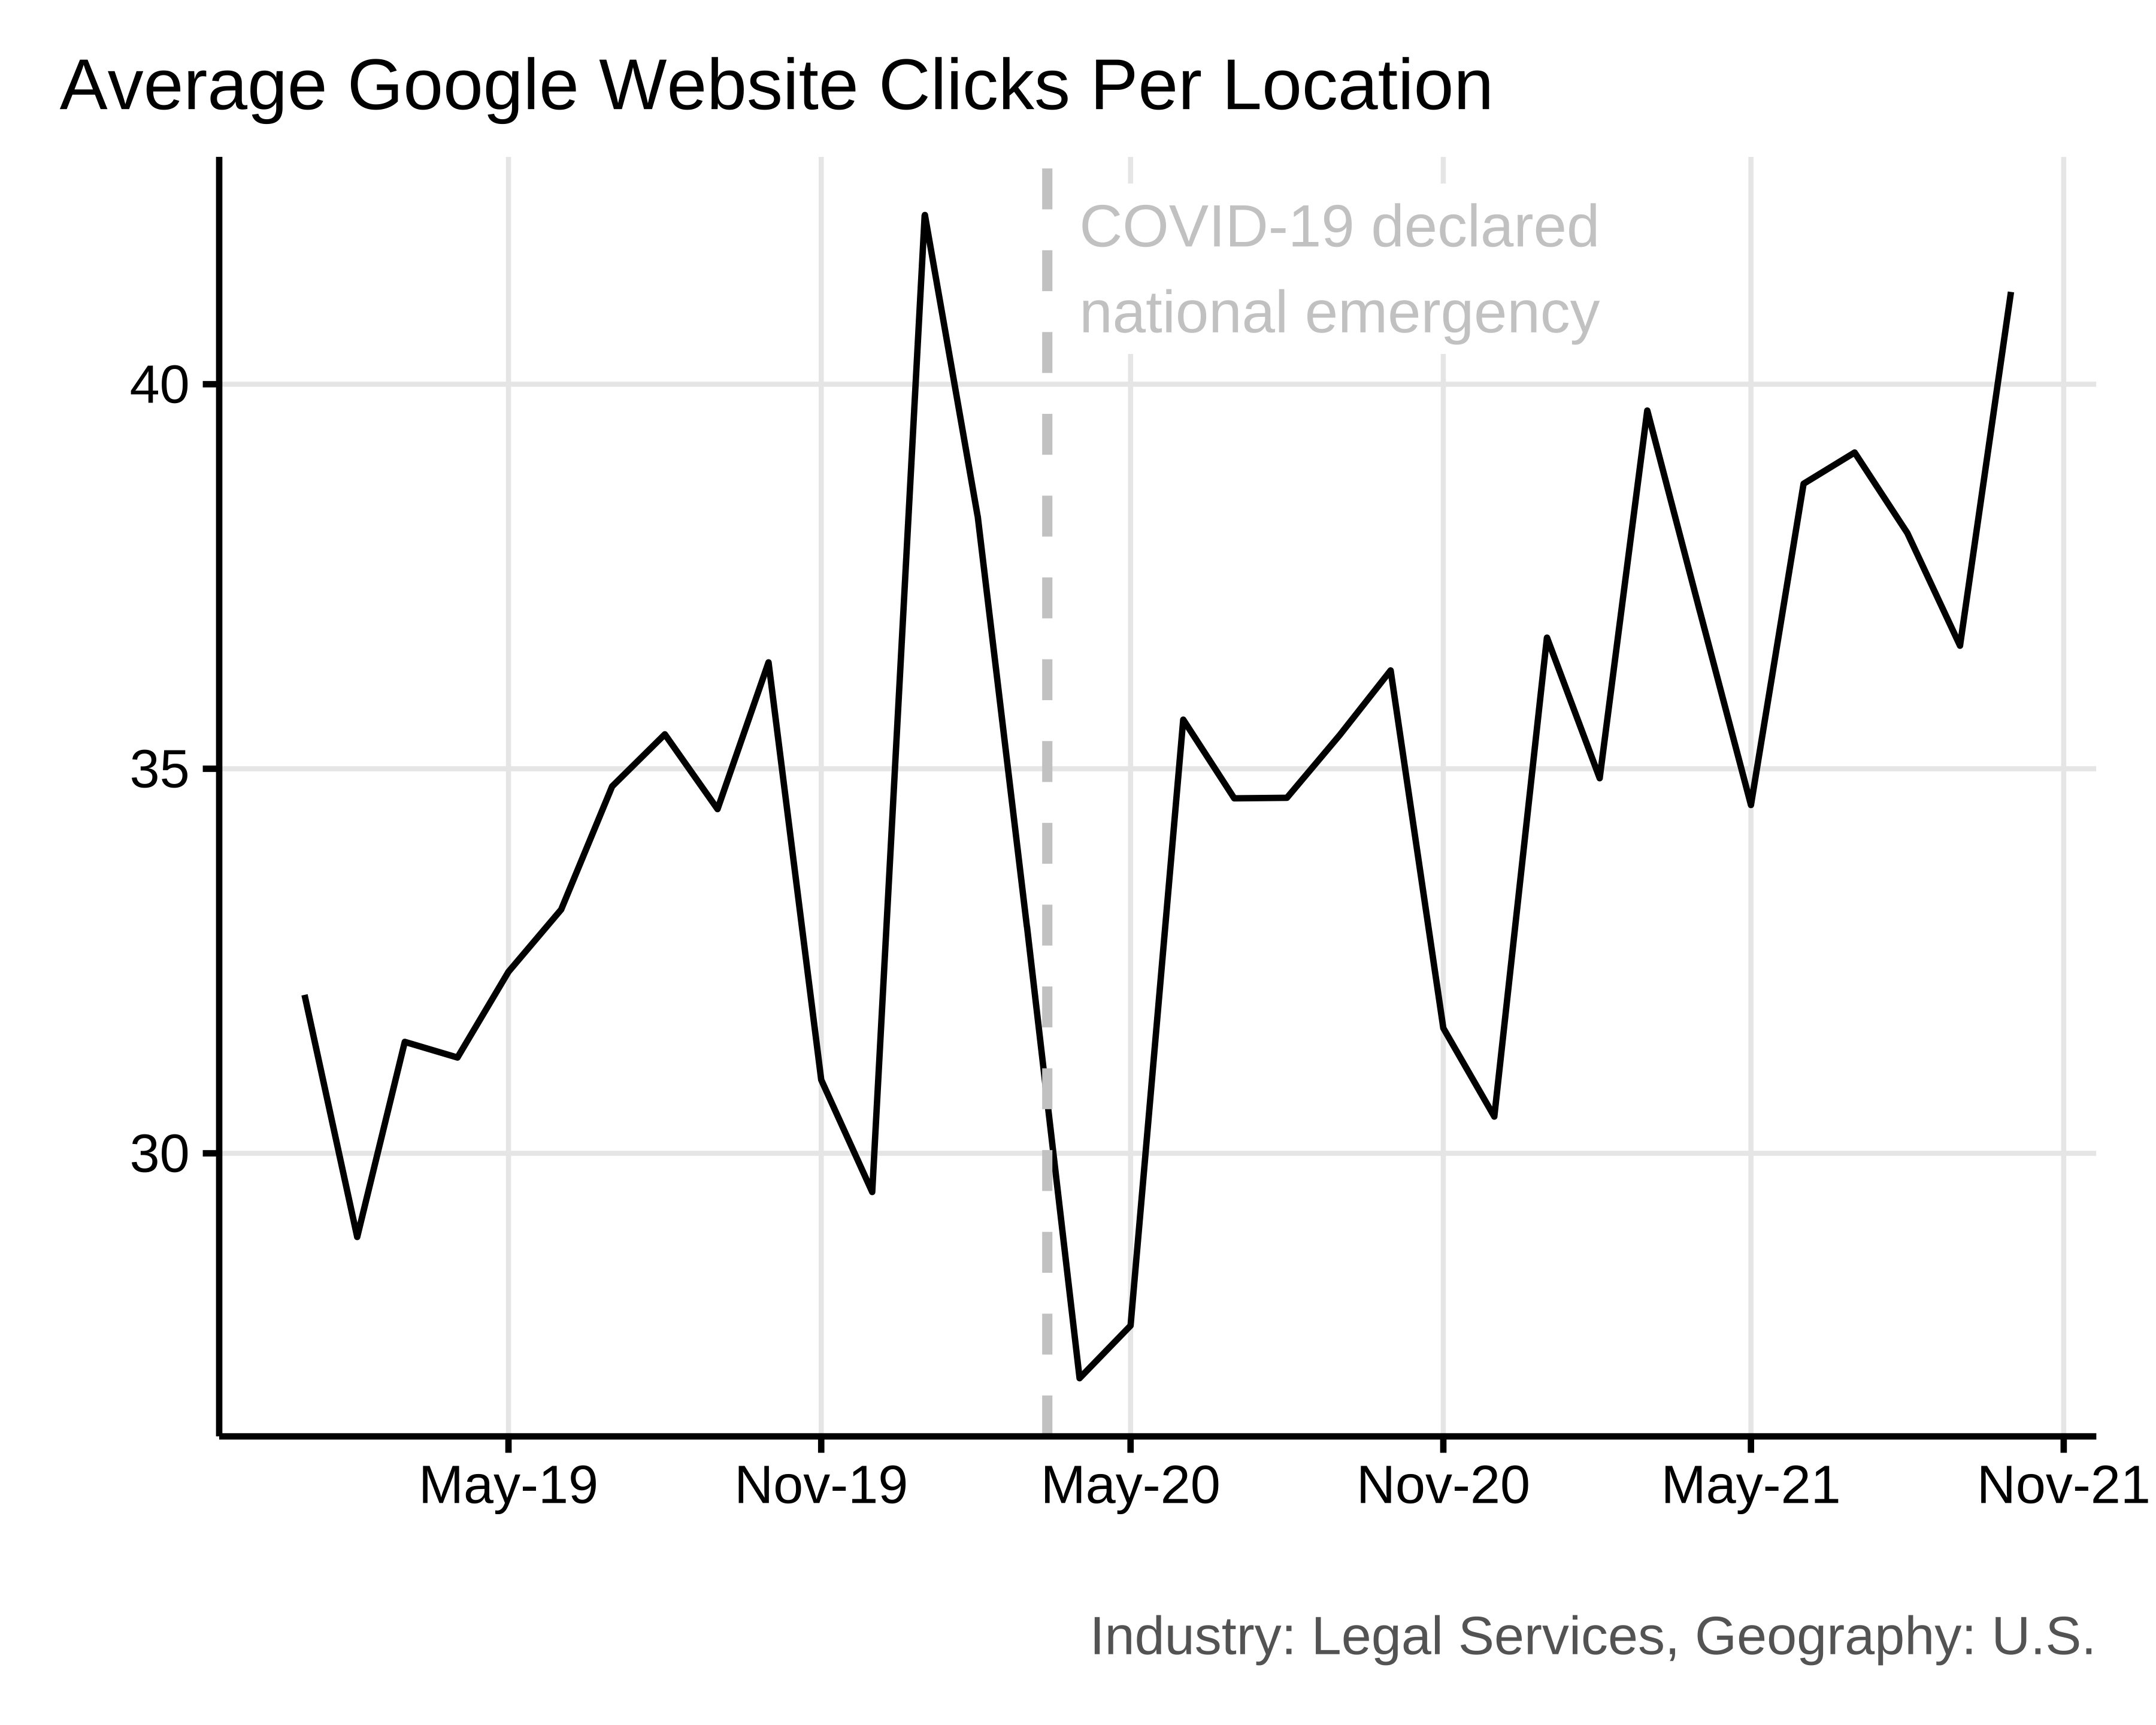 Average Google Website Clicks Per Location
COVID-19 declared
national emergency
40
35
30
May-19
Nov-19
May-20
Nov-20
May-21
Nov-21
Industry: Legal Services, Geography: U.S.